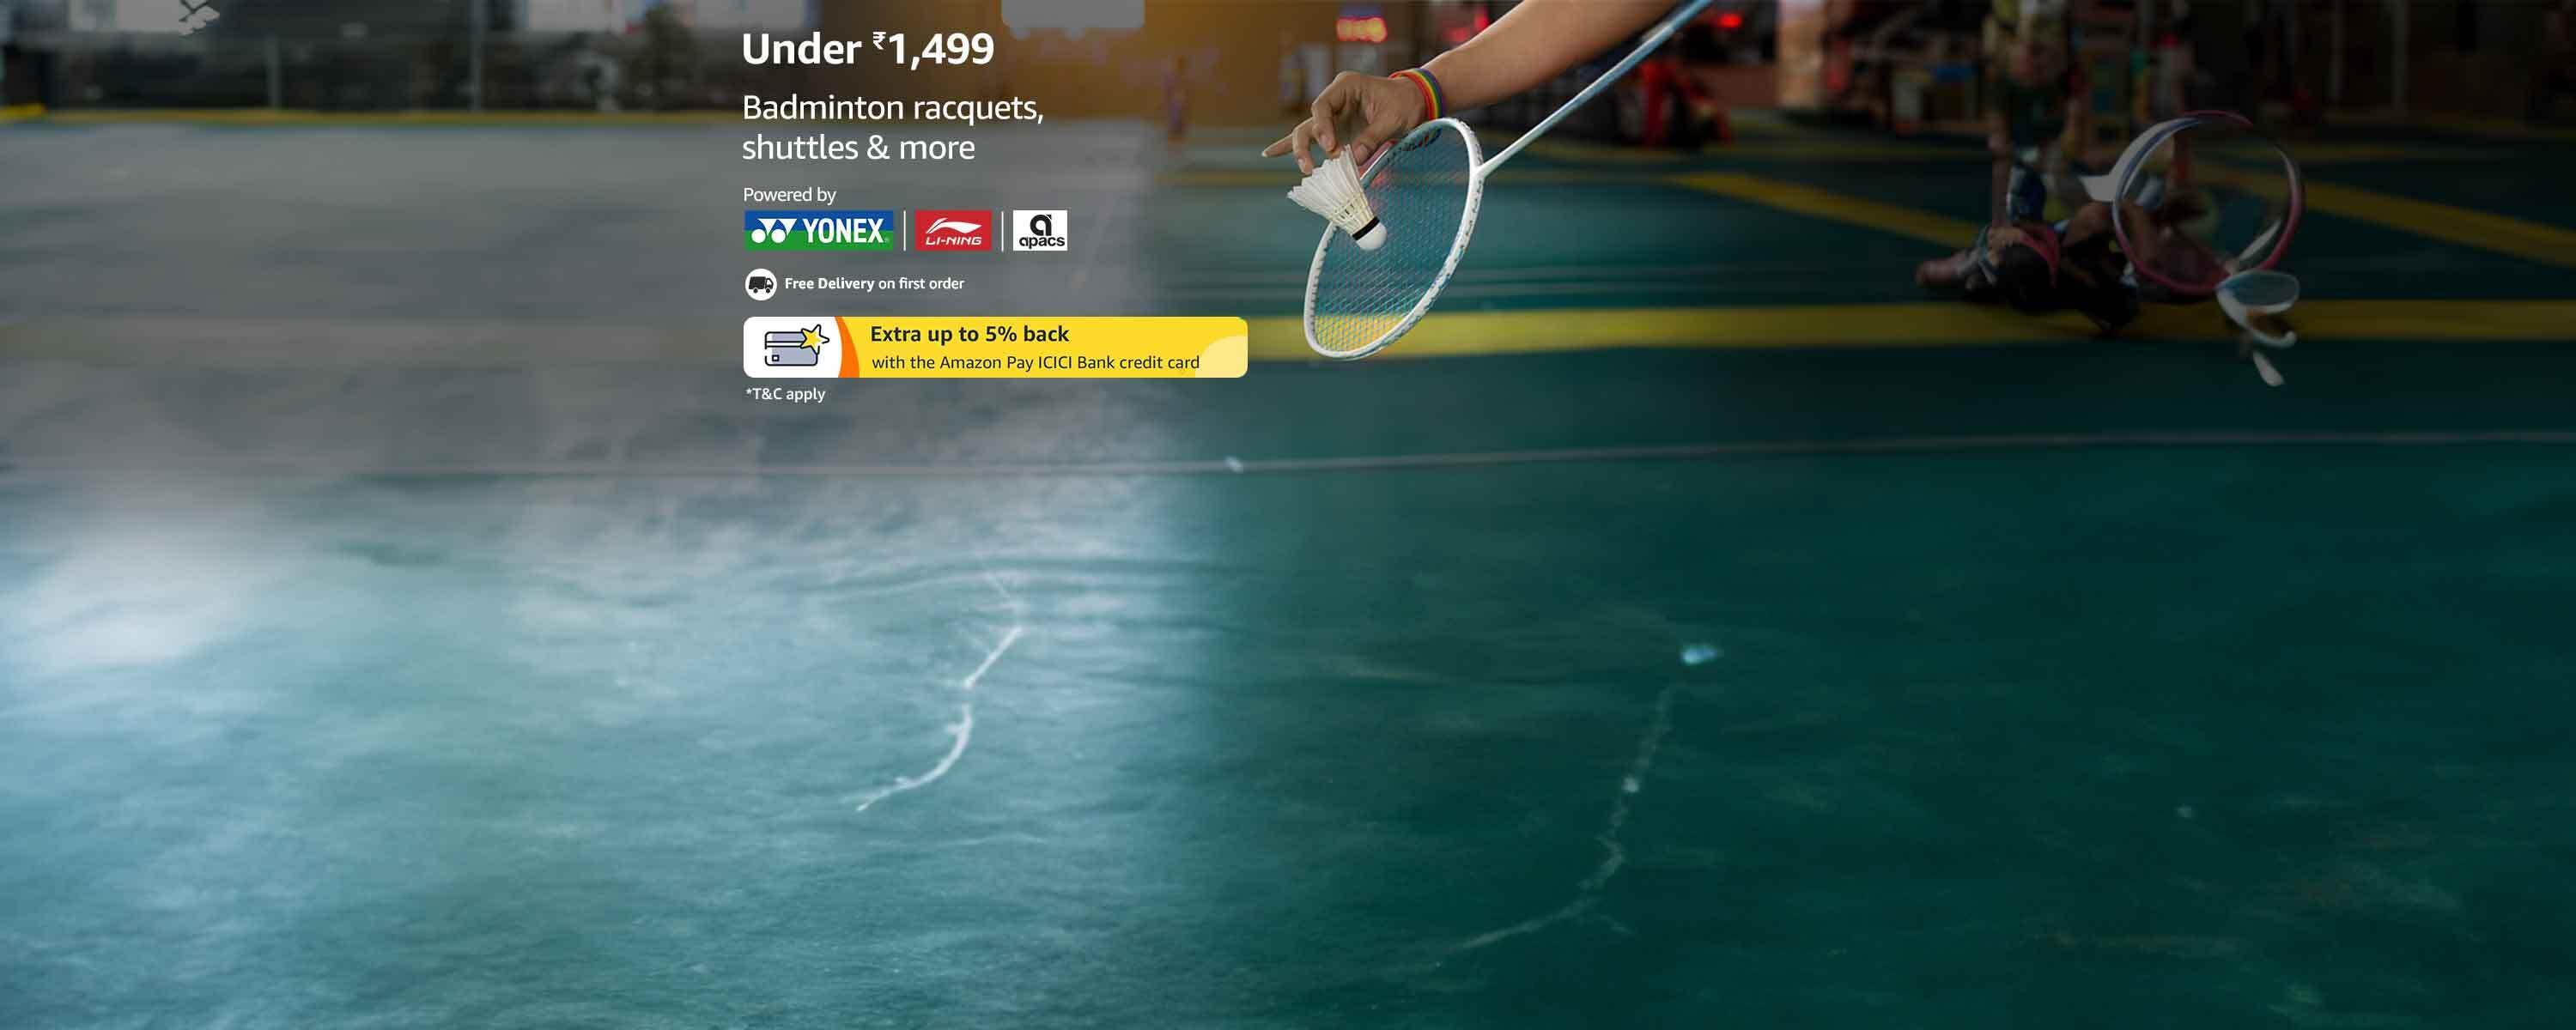 Under ₹1,499
Badminton racquets,
shuttles & more
Powered by
YONEX
LI-NING
apacs
Free Delivery on first order
Extra up to 5% back
with the Amazon Pay ICICI Bank credit card
*T&C apply